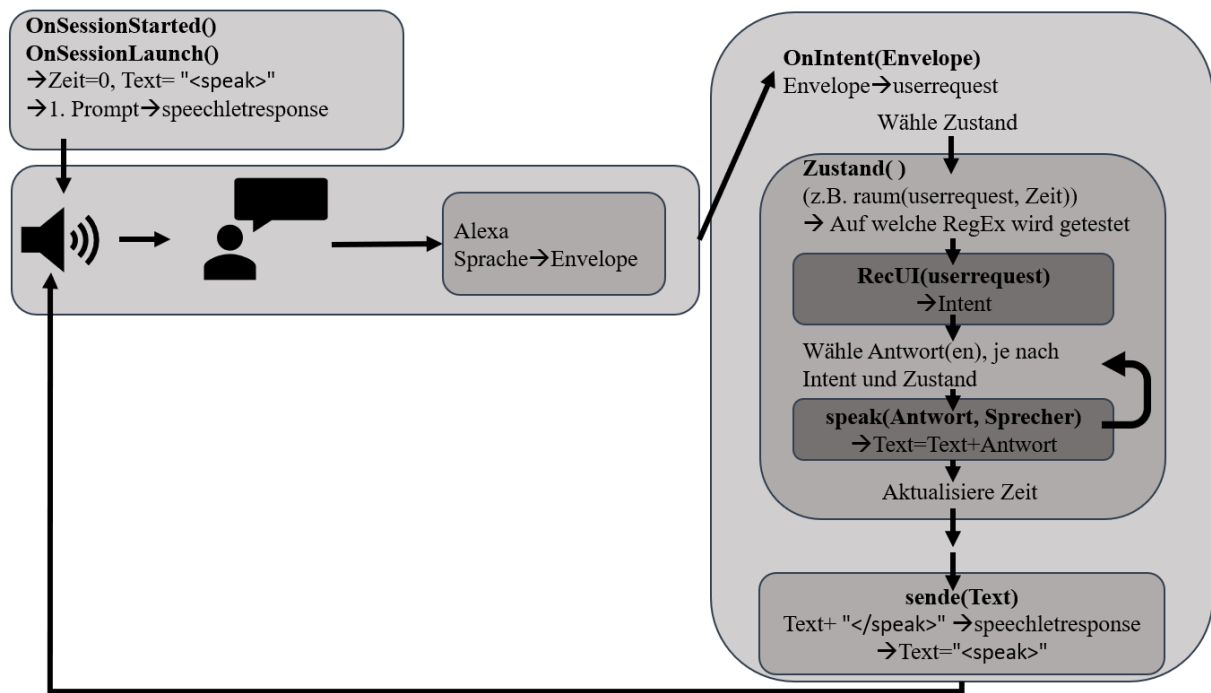 OnSessionStarted()
OnSessionLaunch()
→Zeit=0, Text= "<speak>"
→1. Prompt→speechletresponse
Alexa
Sprache→Envelope
OnIntent(Envelope)
Envelope→userrequest
Wähle Zustand
Zustand( )
(z.B. raum(userrequest, Zeit))
→ Auf welche RegEx wird getestet
RecUI(userrequest)
→Intent
Wähle Antwort(en), je nach
Intent und Zustand
speak(Antwort, Sprecher)
→Text=Text+Antwort
Aktualisiere Zeit
sende(Text)
Text+ "</speak>" →speechletresponse
→Text="<speak>"